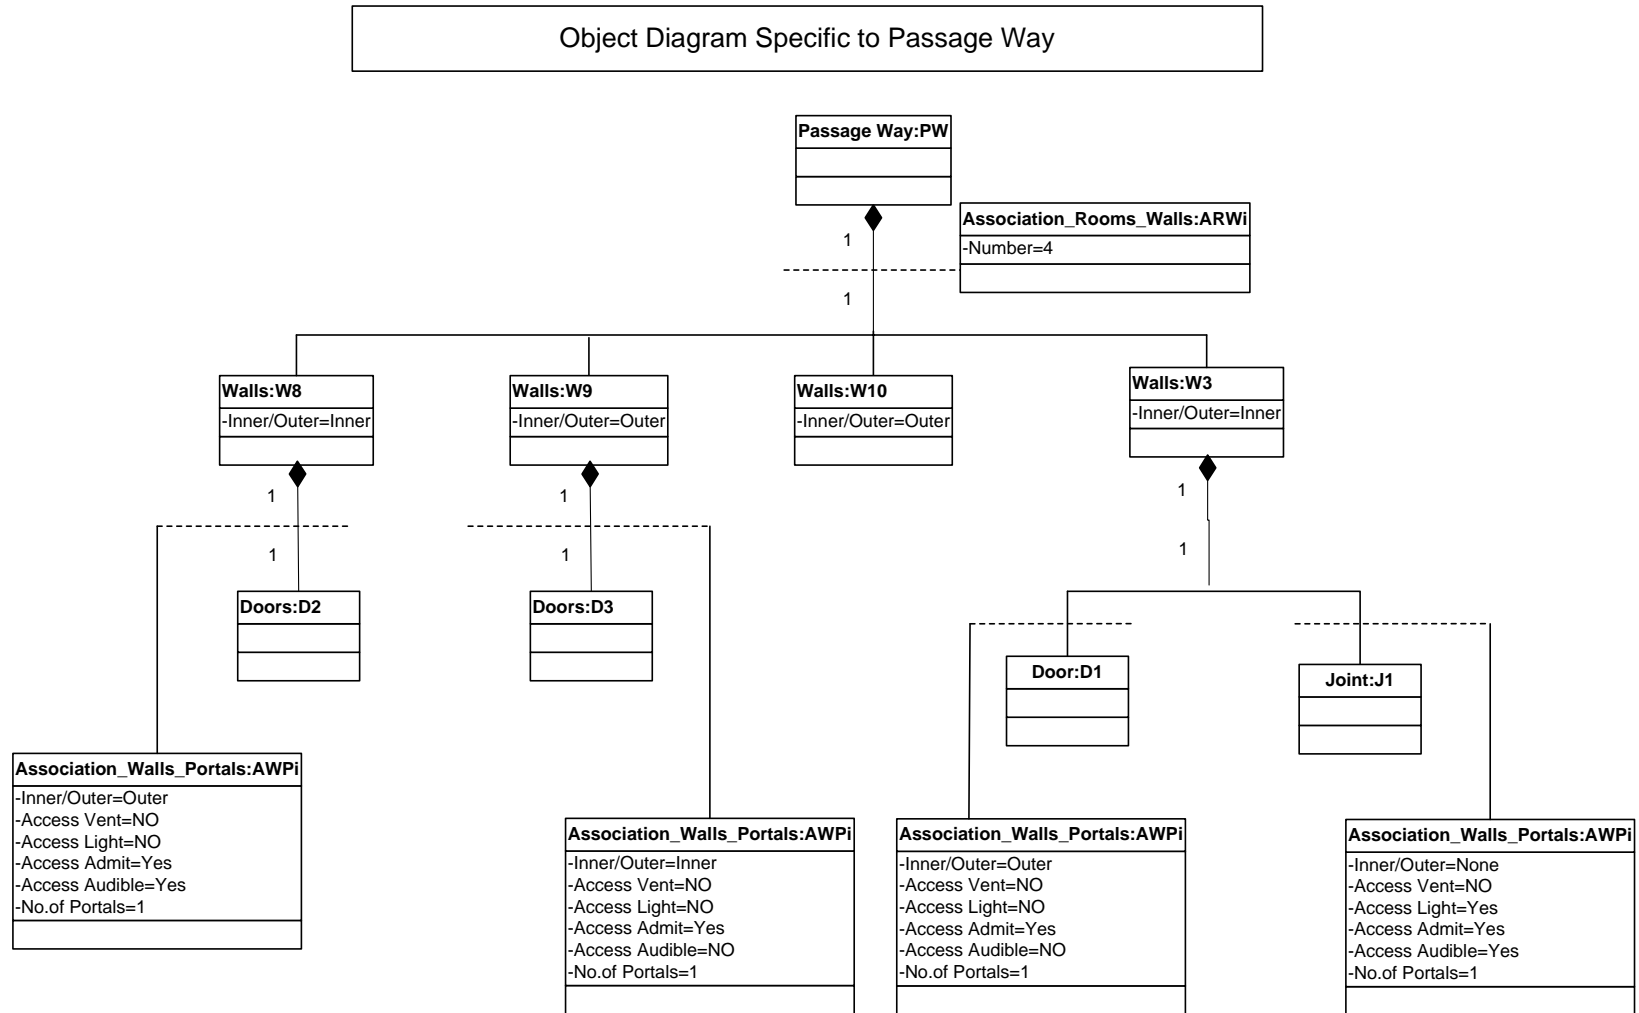 Object Diagram Specific to Passage Way
Passage Way:PW
1
Association_Rooms_Walls:ARWi
-Number=4
1
Walls:W8
-Inner/Outer=Inner
Walls:W9
-Inner/Outer=Outer
Walls:W10
-Inner/Outer=Outer
Walls:W3
-Inner/Outer=Inner
1
1
1
1
1
1
Doors:D2
Doors:D3
Door:D1
Joint:J1
Association_Walls_Portals:AWPi
-Inner/Outer=Outer
-Access Vent=NO
-Access Light=NO
-Access Admit=Yes
-Access Audible=Yes
-No.of Portals=1
Association_Walls_Portals:AWPi
-Inner/Outer=Inner
-Access Vent=NO
-Access Light=NO
-Access Admit=Yes
-Access Audible=NO
-No.of Portals=1
Association_Walls_Portals:AWPi
-Inner/Outer=Outer
-Access Vent=NO
-Access Light=NO
-Access Admit=Yes
-Access Audible=NO
-No.of Portals=1
Association_Walls_Portals:AWPi
-Inner/Outer=None
-Access Vent=NO
-Access Light=Yes
-Access Admit=Yes
-Access Audible=Yes
-No.of Portals=1